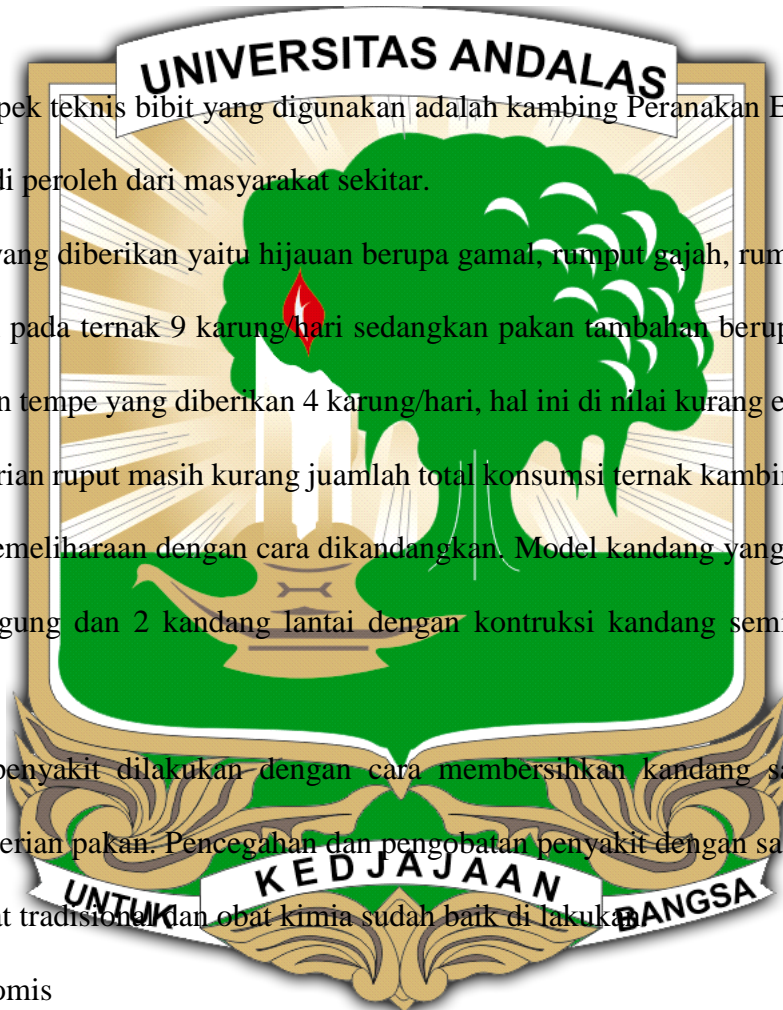 UNIVERSITAS ANDALAS
pek teknis bibit yang digunakan adalah kambing Peranakan E
di peroleh dari masyarakat sekitar.
yang diberikan yaitu hijauan berupa gamal, rumput gajah, rum
pada ternak 9 karung/hari sedangkan pakan tambahan berup
n tempe yang diberikan 4 karung/hari, hal ini di nilai kurang e
rian ruput masih kurang juamlah total konsumsi ternak kambin
emeliharaan dengan cara dikandangkan. Model kandang yang
gung dan 2 kandang lantai dengan kontruksi kandang semi
penyakit dilakukan dengan cara membersihkan kandang sa
erian pakan. Pencegahan dan pengobatan penyakit dengan sa
UNTUK KEDJAJAAN BANGSA
at tradisional dan obat kimia sudah baik di lakukan.
omis